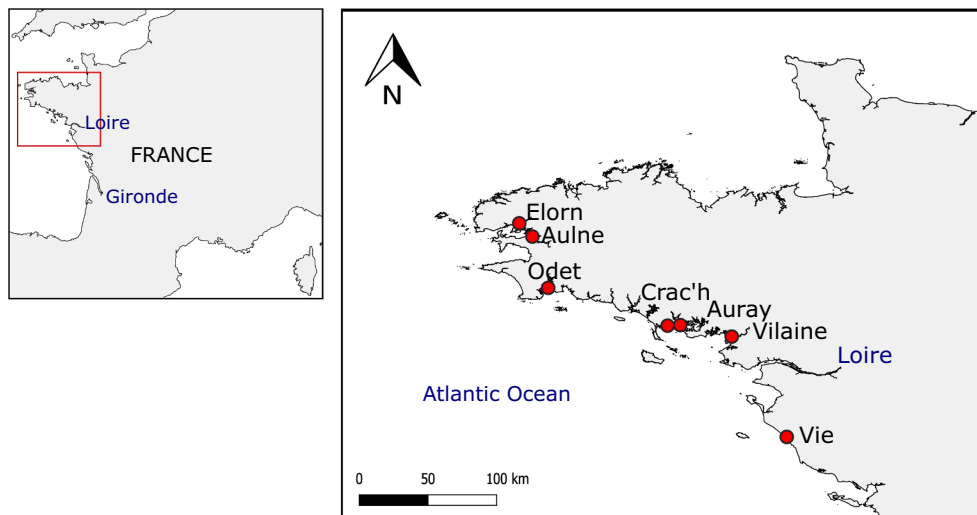 Loire
FRANCE
Gironde
N
Elorn
Aulne
Odet
Crac'h
Auray
Vilaine
Loire
Atlantic Ocean
Vie
0 50 100 km